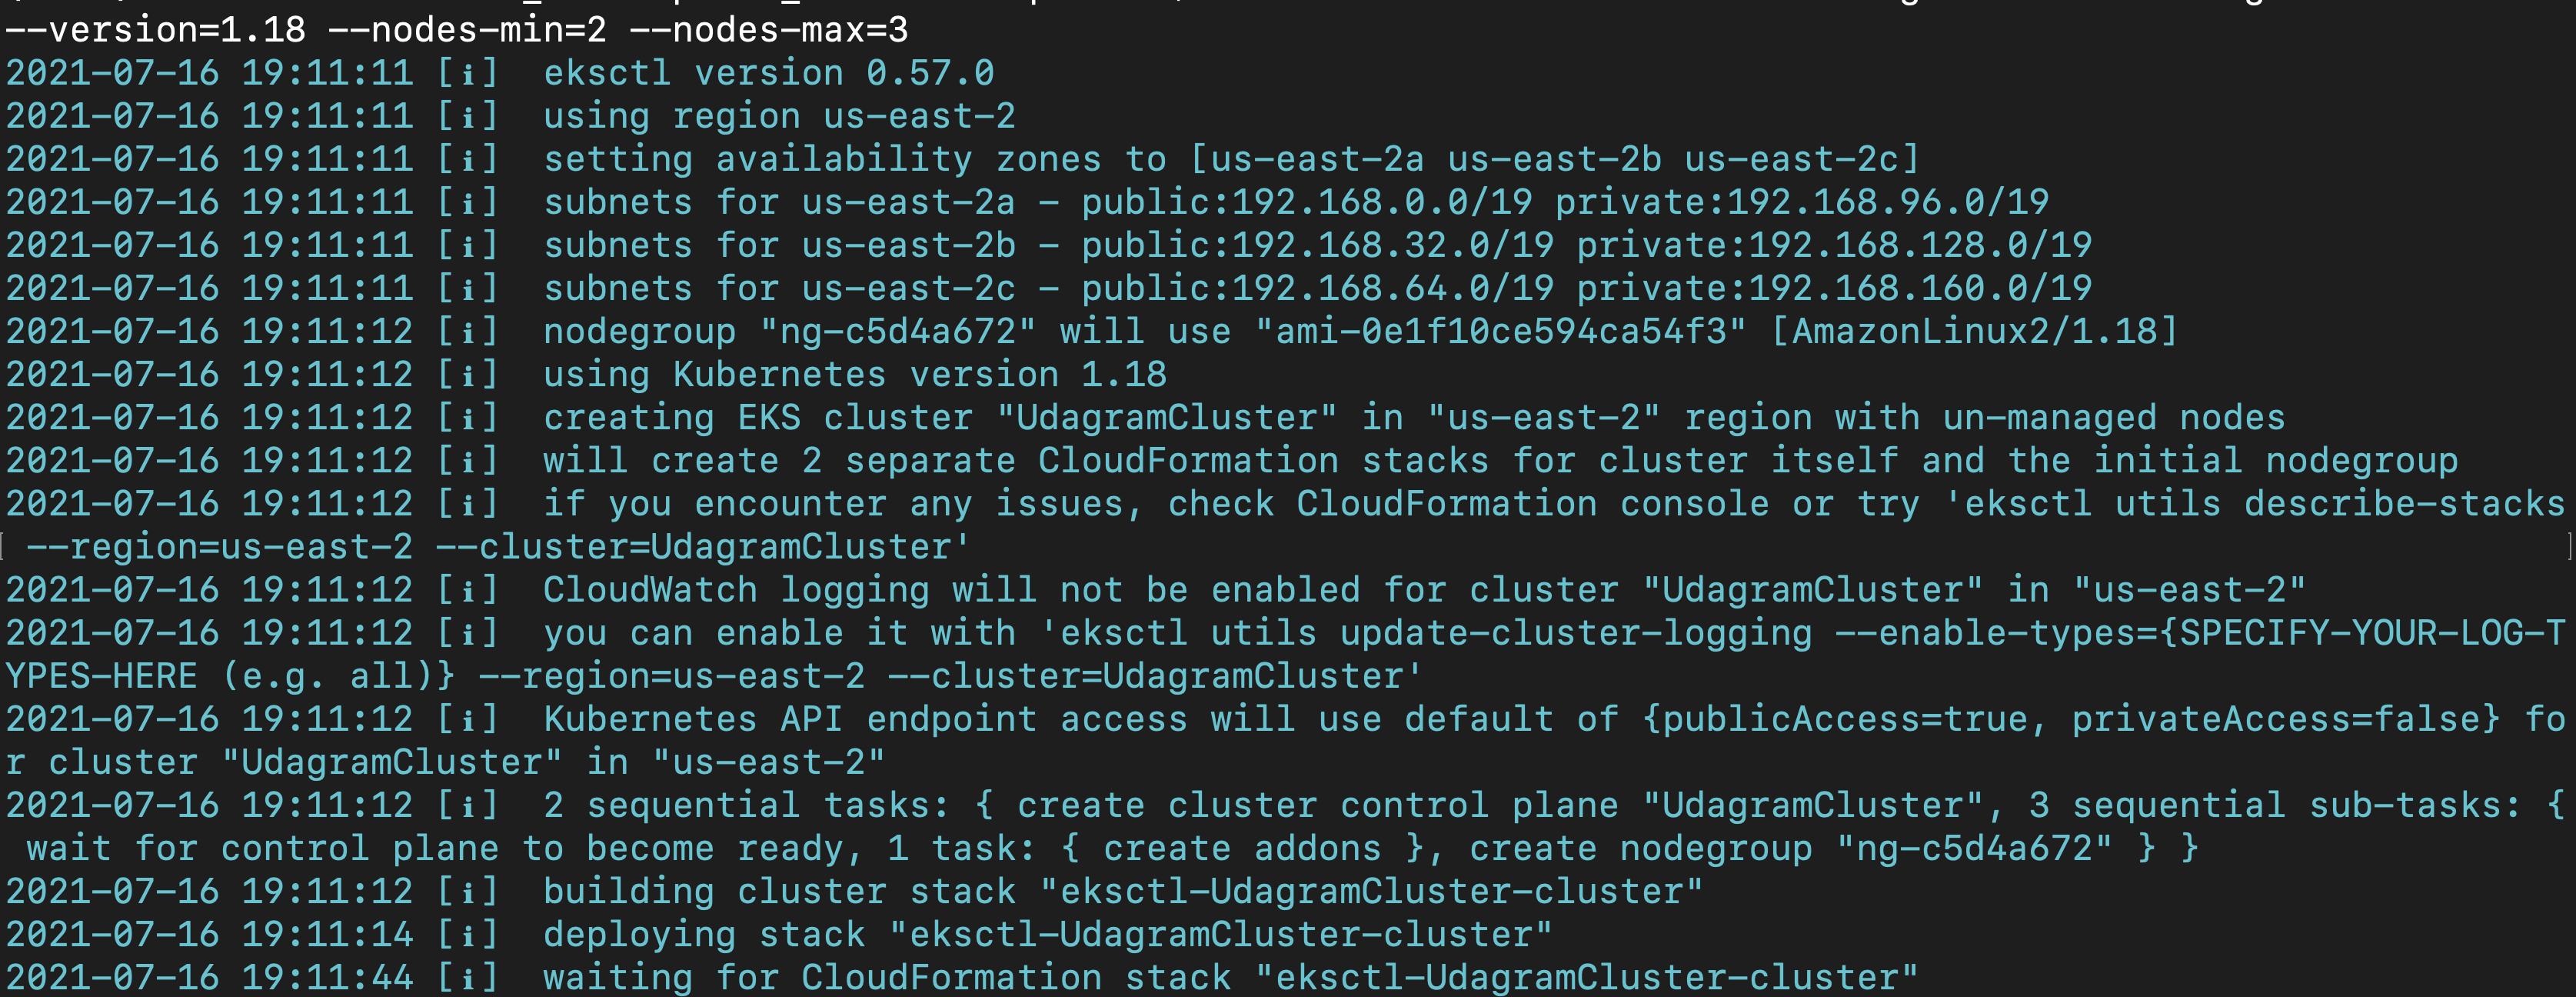 --version=1.18 --nodes-min=2 --nodes-max=3
2021-07-16 19:11:11 [ℹ]  eksctl version 0.57.0
2021-07-16 19:11:11 [ℹ]  using region us-east-2
2021-07-16 19:11:11 [ℹ]  setting availability zones to [us-east-2a us-east-2b us-east-2c]
2021-07-16 19:11:11 [ℹ]  subnets for us-east-2a - public:192.168.0.0/19 private:192.168.96.0/19
2021-07-16 19:11:11 [ℹ]  subnets for us-east-2b - public:192.168.32.0/19 private:192.168.128.0/19
2021-07-16 19:11:11 [ℹ]  subnets for us-east-2c - public:192.168.64.0/19 private:192.168.160.0/19
2021-07-16 19:11:12 [ℹ]  nodegroup "ng-c5d4a672" will use "ami-0e1f10ce594ca54f3" [AmazonLinux2/1.18]
2021-07-16 19:11:12 [ℹ]  using Kubernetes version 1.18
2021-07-16 19:11:12 [ℹ]  creating EKS cluster "UdagramCluster" in "us-east-2" region with un-managed nodes
2021-07-16 19:11:12 [ℹ]  will create 2 separate CloudFormation stacks for cluster itself and the initial nodegroup
2021-07-16 19:11:12 [ℹ]  if you encounter any issues, check CloudFormation console or try 'eksctl utils describe-stacks
[ --region=us-east-2 --cluster=UdagramCluster' ]
2021-07-16 19:11:12 [ℹ]  CloudWatch logging will not be enabled for cluster "UdagramCluster" in "us-east-2"
2021-07-16 19:11:12 [ℹ]  you can enable it with 'eksctl utils update-cluster-logging --enable-types={SPECIFY-YOUR-LOG-T
YPES-HERE (e.g. all)} --region=us-east-2 --cluster=UdagramCluster'
2021-07-16 19:11:12 [ℹ]  Kubernetes API endpoint access will use default of {publicAccess=true, privateAccess=false} fo
r cluster "UdagramCluster" in "us-east-2"
2021-07-16 19:11:12 [ℹ]  2 sequential tasks: { create cluster control plane "UdagramCluster", 3 sequential sub-tasks: {
 wait for control plane to become ready, 1 task: { create addons }, create nodegroup "ng-c5d4a672" } }
2021-07-16 19:11:12 [ℹ]  building cluster stack "eksctl-UdagramCluster-cluster"
2021-07-16 19:11:14 [ℹ]  deploying stack "eksctl-UdagramCluster-cluster"
2021-07-16 19:11:44 [ℹ]  waiting for CloudFormation stack "eksctl-UdagramCluster-cluster"